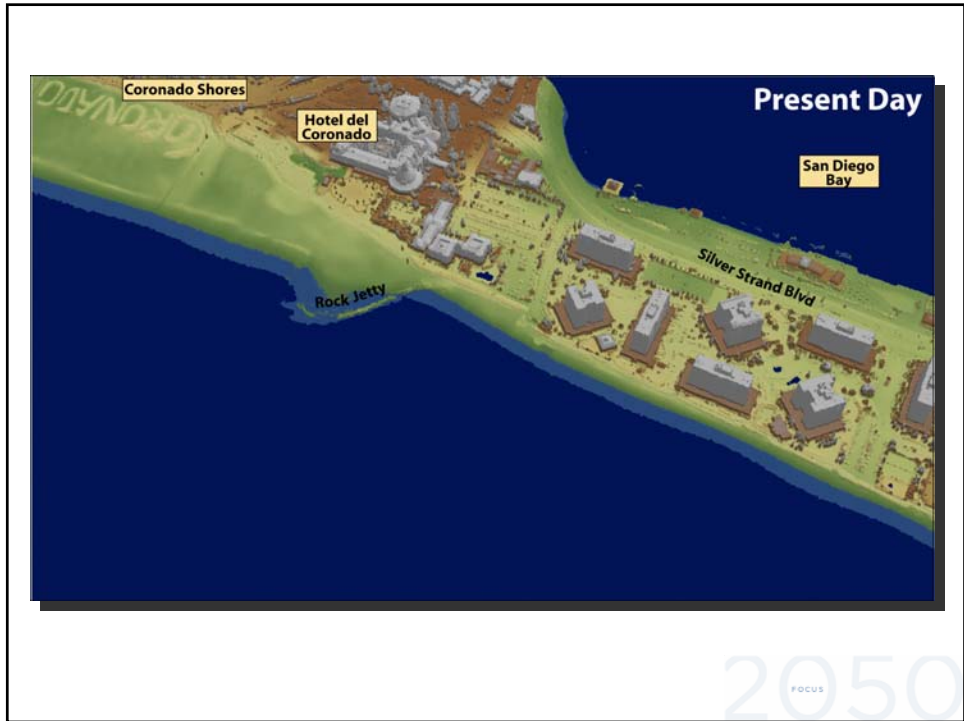 Present Day
Coronado Shores
CORONADO
Hotel del
Coronado
San Diego
Bay
Silver Strand Blvd
Rock Jetty
2050
FOCUS